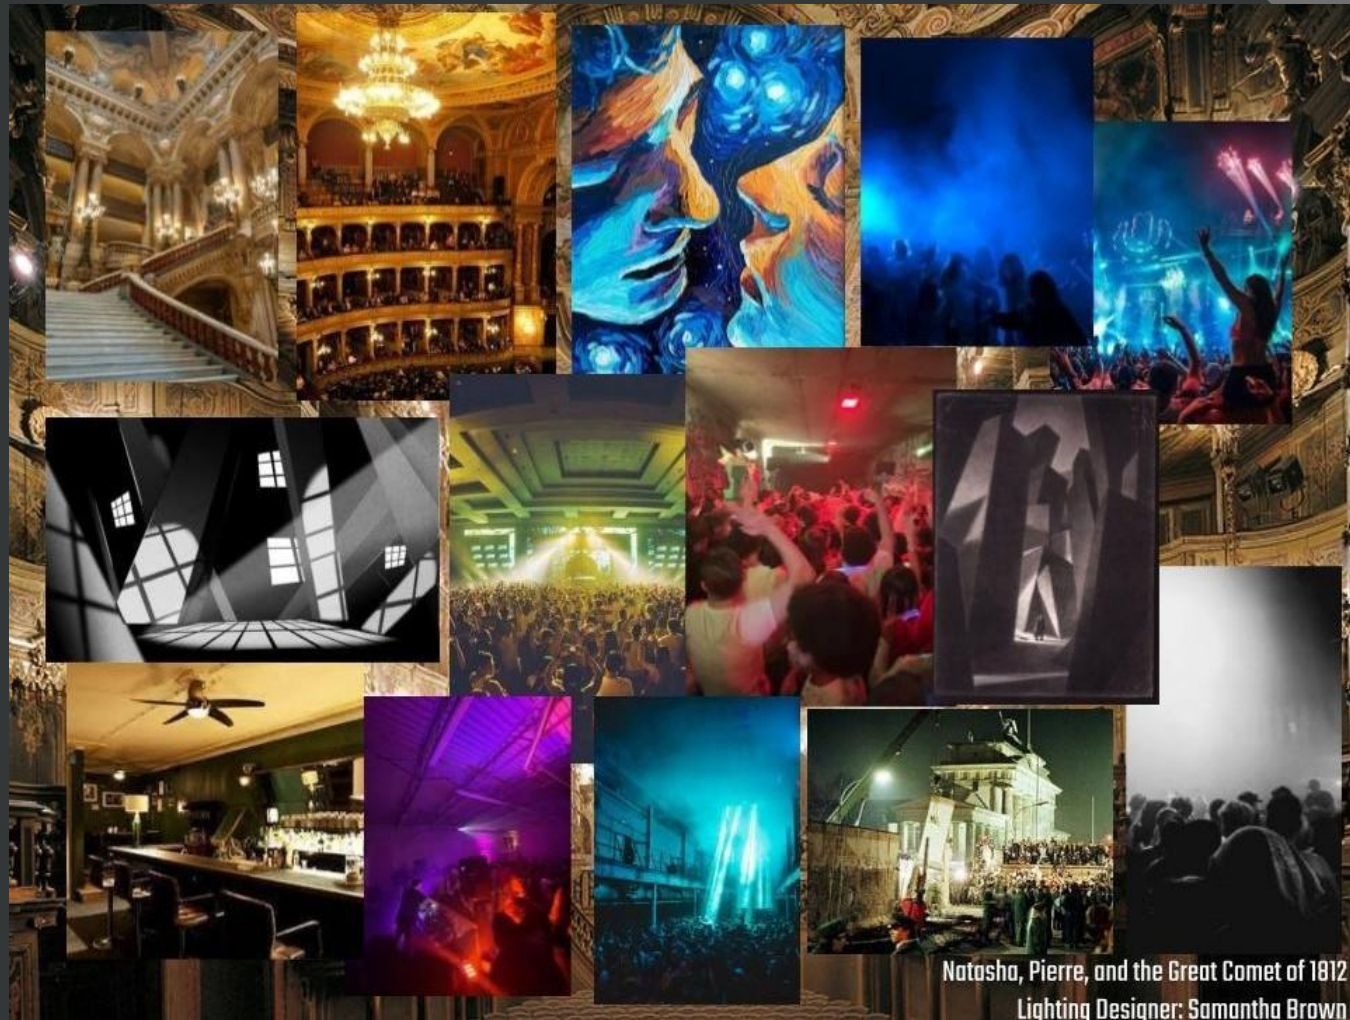 Natasha, Pierre, and the Great Comet of 1812
Lighting Designer: Samantha Brown